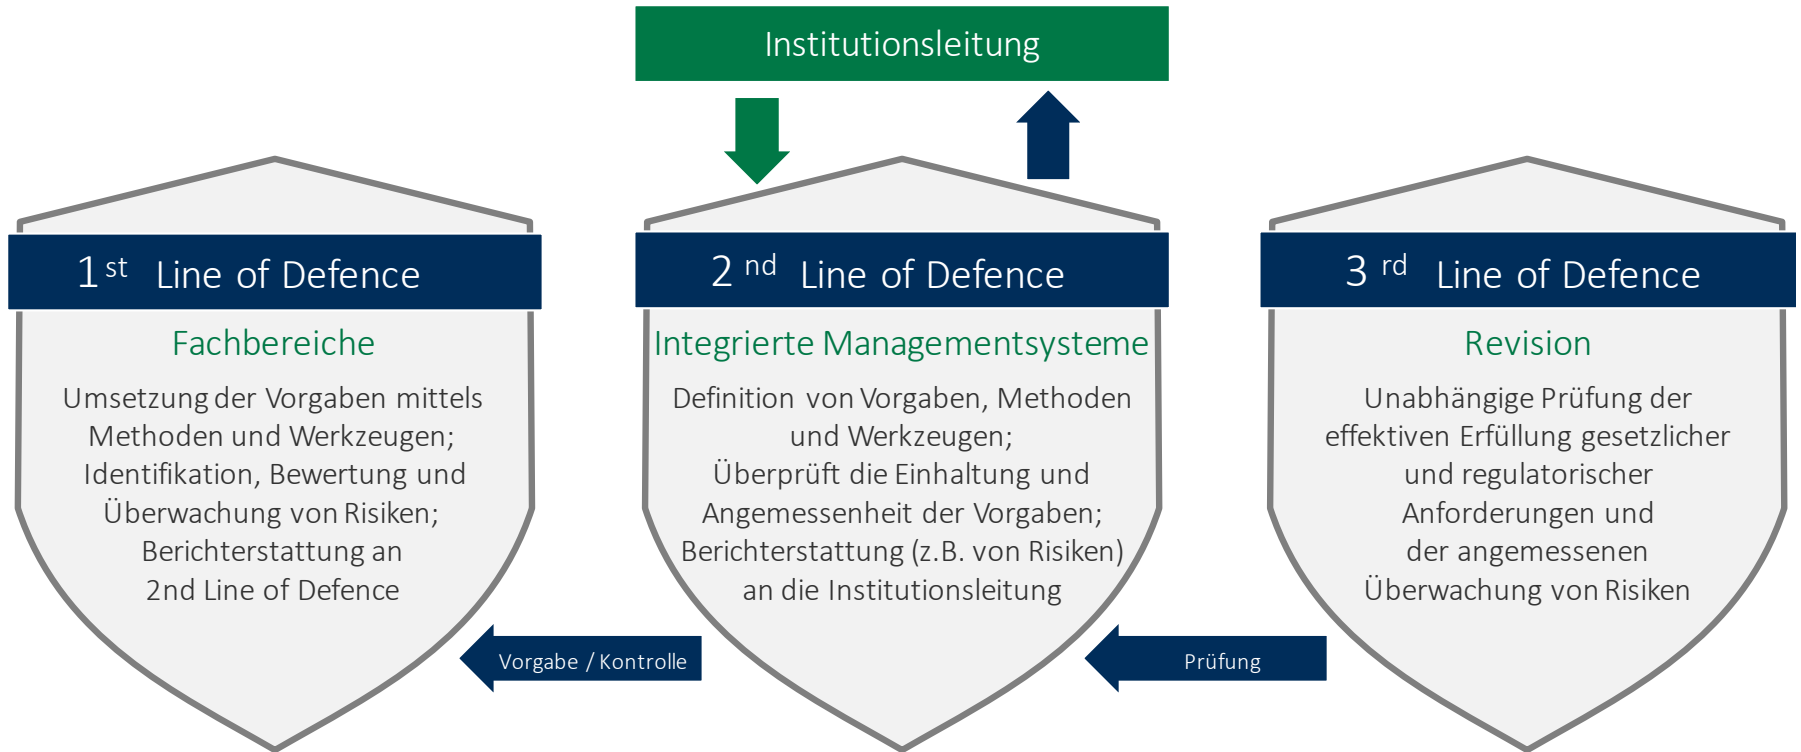 Institutionsleitung
1st Line of Defence
Fachbereiche
Umsetzung der Vorgaben mittels
Methoden und Werkzeugen;
Identifikation, Bewertung und
Überwachung von Risiken;
Berichterstattung an
2nd Line of Defence
2nd Line of Defence
Integrierte Managementsysteme
Definition von Vorgaben, Methoden
und Werkzeugen;
Überprüft die Einhaltung und
Angemessenheit der Vorgaben;
Berichterstattung (z.B. von Risiken)
an die Institutionsleitung
3rd Line of Defence
Revision
Unabhängige Prüfung der
effektiven Erfüllung gesetzlicher
und regulatorischer
Anforderungen und
der angemessenen
Überwachung von Risiken
Vorgabe / Kontrolle
Prüfung